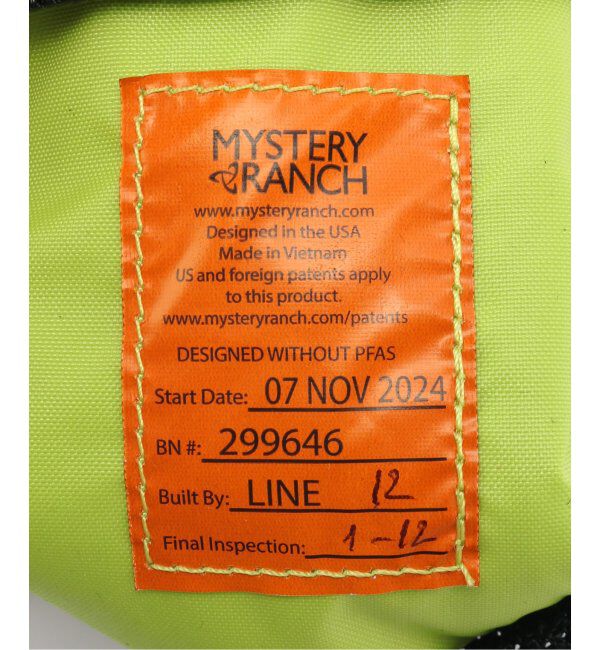 MYSTERY
RANCH
www.mysteryranch.com
Designed in the USA
Made in Vietnam
US and foreign patents apply
to this product.
www.mysteryranch.com/patents
DESIGNED WITHOUT PFAS
Start Date: 07 NOV 2024
BN #: 299646
Built By: LINE 12
Final Inspection: 1-12